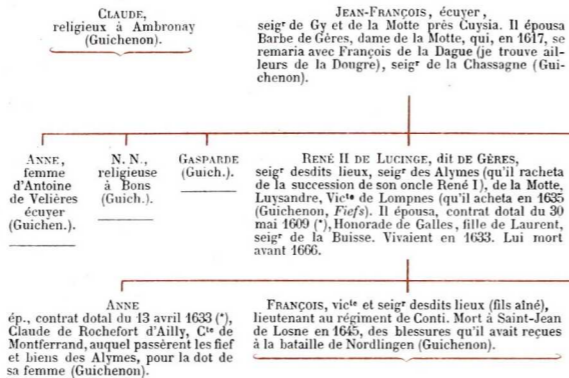 CLAUDE,
religieux à Ambronay
(Guichenon).
JEAN-FRANÇOIS, écuyer,
seigʳ de Gy et de la Motte près Cuysia. Il épousa
Barbe de Gères, dame de la Motte, qui, en 1617, se
remaria avec François de la Dague (je trouve ail-
leurs de la Dougre), seigʳ de la Chassagne (Gui-
chenon).
ANNE,
femme
d'Antoine
de Velières
écuyer
(Guichen.).
N. N.,
religieuse
à Bons
(Guich.).
GASPARDE
(Guich.).
RENÉ II DE LUCINGE, dit DE GÈRES,
seigʳ desdits lieux, seigʳ des Alymes (qu'il racheta
de la succession de son oncle René I), de la Motte,
Luysandre, Vicᵗᵉ de Lompnes (qu'il acheta en 1635
(Guichenon, Fiefs). Il épousa, contrat dotal du 30
mai 1609 (*), Honorade de Galles, fille de Laurent,
seigʳ de la Buisse. Vivaient en 1633. Lui mort
avant 1666.
ANNE
ép., contrat dotal du 13 avril 1633 (*),
Claude de Rochefort d'Ailly, Cᵗᵉ de
Montferrand, auquel passèrent les fief
et biens des Alymes, pour la dot de
sa femme (Guichenon).
FRANÇOIS, vicᵗᵉ et seigʳ desdits lieux (fils aîné),
lieutenant au régiment de Conti. Mort à Saint-Jean
de Losne en 1645, des blessures qu'il avait reçues
à la bataille de Nordlingen (Guichenon).